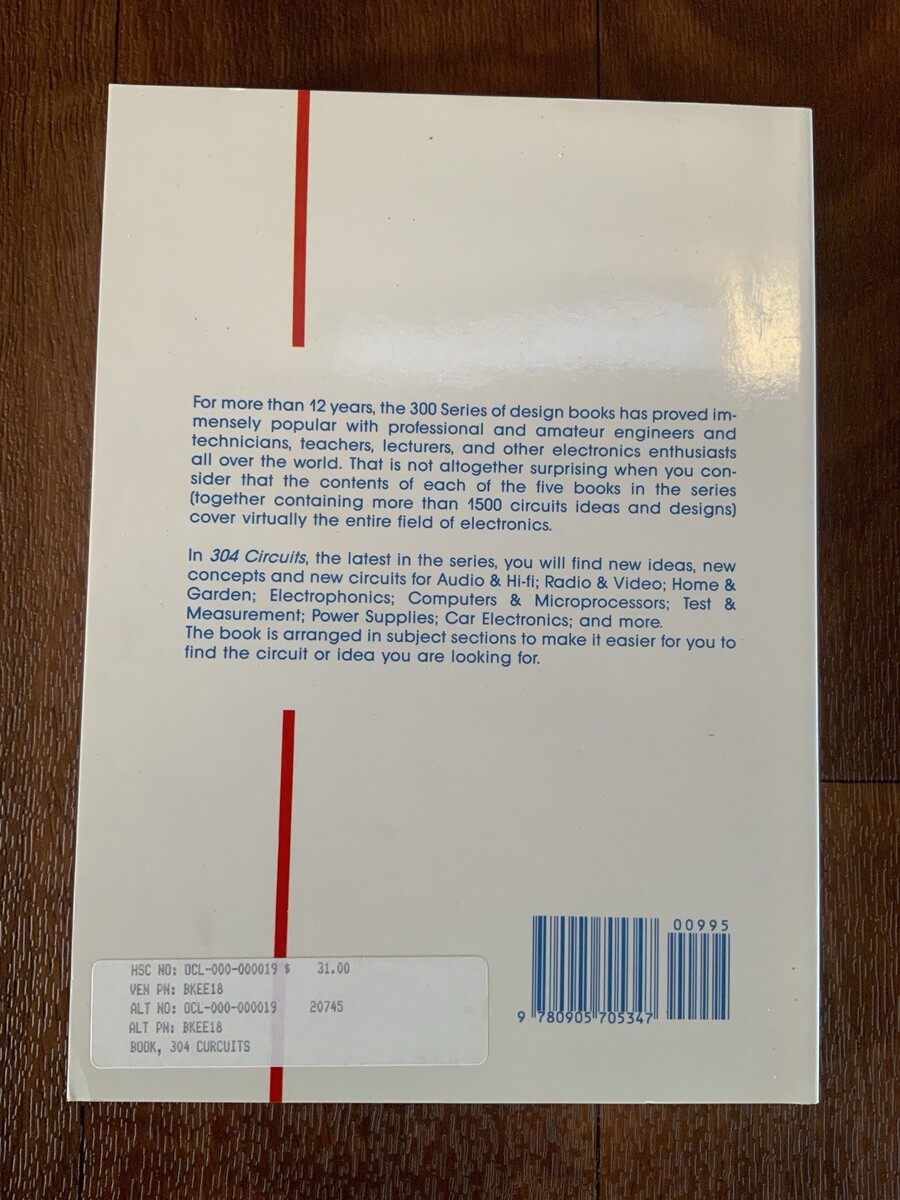 For more than 12 years, the 300 Series of design books has proved im-
mensely popular with professional and amateur engineers and
technicians, teachers, lecturers, and other electronics enthusiasts
all over the world. That is not altogether surprising when you con-
sider that the contents of each of the five books in the series
(together containing more than 1500 circuits ideas and designs)
cover virtually the entire field of electronics.
In 304 Circuits, the latest in the series, you will find new ideas, new
concepts and new circuits for Audio & Hi-fi; Radio & Video; Home &
Garden; Electrophonics; Computers & Microprocessors; Test &
Measurement; Power Supplies; Car Electronics; and more.
The book is arranged in subject sections to make it easier for you to
find the circuit or idea you are looking for.
00995
9 780905 705347
HSC NO: OCL-000-000019 $ 31.00
VEN PN: BKEE18
ALT NO: OCL-000-000019 20745
ALT PN: BKEE18
BOOK, 304 CURCUITS